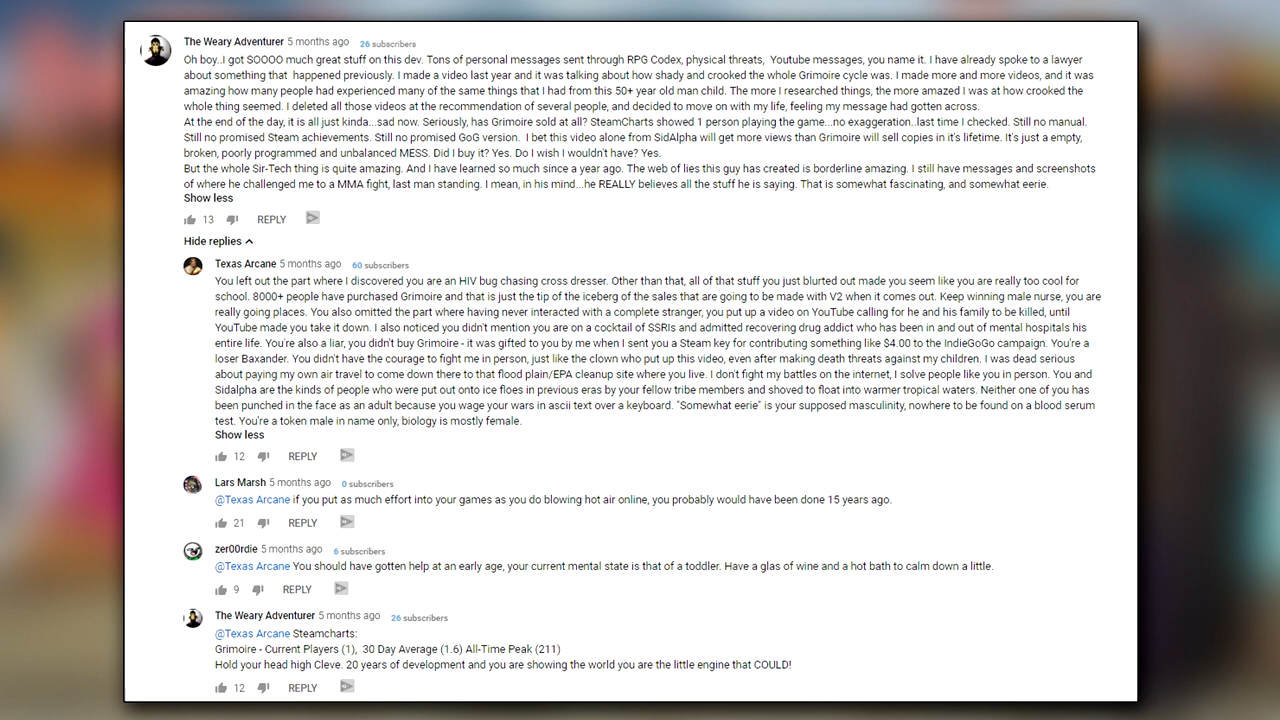 The Weary Adventurer 5 months ago 26 subscribers
Oh boy..I got SOOOO much great stuff on this dev. Tons of personal messages sent through RPG Codex, physical threats, Youtube messages, you name it. I have already spoke to a lawyer
about something that happened previously. I made a video last year and it was talking about how shady and crooked the whole Grimoire cycle was. I made more and more videos, and it was
amazing how many people had experienced many of the same things that I had from this 50+ year old man child. The more I researched things, the more amazed I was at how crooked the
whole thing seemed. I deleted all those videos at the recommendation of several people, and decided to move on with my life, feeling my message had gotten across.
At the end of the day, it is all just kinda...sad now. Seriously, has Grimoire sold at all? SteamCharts showed 1 person playing the game...no exaggeration..last time I checked. Still no manual.
Still no promised Steam achievements. Still no promised GoG version. I bet this video alone from SidAlpha will get more views than Grimoire will sell copies in it's lifetime. It's just a empty,
broken, poorly programmed and unbalanced MESS. Did I buy it? Yes. Do I wish I wouldn't have? Yes.
But the whole Sir-Tech thing is quite amazing. And I have learned so much since a year ago. The web of lies this guy has created is borderline amazing. I still have messages and screenshots
of where he challenged me to a MMA fight, last man standing. I mean, in his mind...he REALLY believes all the stuff he is saying. That is somewhat fascinating, and somewhat eerie.
Show less
13 REPLY
Hide replies
Texas Arcane 5 months ago 60 subscribers
You left out the part where I discovered you are an HIV bug chasing cross dresser. Other than that, all of that stuff you just blurted out made you seem like you are really too cool for
school. 8000+ people have purchased Grimoire and that is just the tip of the iceberg of the sales that are going to be made with V2 when it comes out. Keep winning male nurse, you are
really going places. You also omitted the part where having never interacted with a complete stranger, you put up a video on YouTube calling for he and his family to be killed, until
YouTube made you take it down. I also noticed you didn't mention you are on a cocktail of SSRIs and admitted recovering drug addict who has been in and out of mental hospitals his
entire life. You're also a liar, you didn't buy Grimoire - it was gifted to you by me when I sent you a Steam key for contributing something like $4.00 to the IndieGoGo campaign. You're a
loser Baxander. You didn't have the courage to fight me in person, just like the clown who put up this video, even after making death threats against my children. I was dead serious
about paying my own air travel to come down there to that flood plain/EPA cleanup site where you live. I don't fight my battles on the internet, I solve people like you in person. You and
Sidalpha are the kinds of people who were put out onto ice floes in previous eras by your fellow tribe members and shoved to float into warmer tropical waters. Neither one of you has
been punched in the face as an adult because you wage your wars in ascii text over a keyboard. "Somewhat eerie" is your supposed masculinity, nowhere to be found on a blood serum
test. You're a token male in name only, biology is mostly female.
Show less
12 REPLY
Lars Marsh 5 months ago 0 subscribers
@Texas Arcane if you put as much effort into your games as you do blowing hot air online, you probably would have been done 15 years ago.
21 REPLY
zer00rdie 5 months ago 6 subscribers
@Texas Arcane You should have gotten help at an early age, your current mental state is that of a toddler. Have a glas of wine and a hot bath to calm down a little.
9 REPLY
The Weary Adventurer 5 months ago 26 subscribers
@Texas Arcane Steamcharts:
Grimoire - Current Players (1), 30 Day Average (1.6) All-Time Peak (211)
Hold your head high Cleve. 20 years of development and you are showing the world you are the little engine that COULD!
12 REPLY